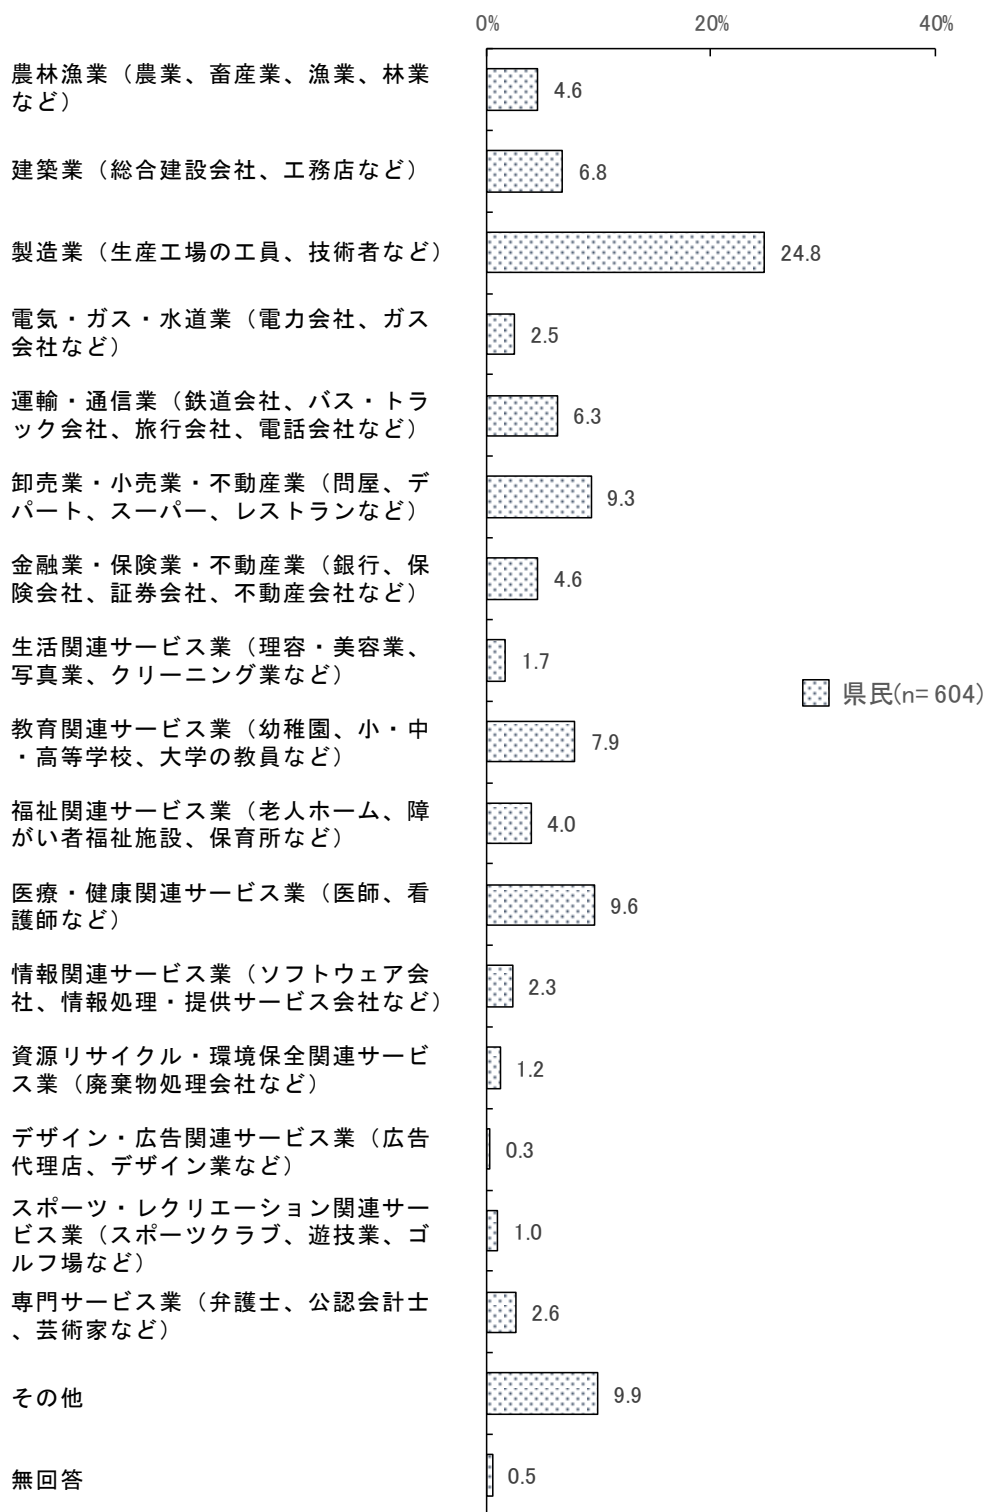 0%
20%
40%
農林漁業（農業、畜産業、漁業、林業
など）
4.6
建築業（総合建設会社、工務店など）
6.8
製造業（生産工場の工員、技術者など）
24.8
電気・ガス・水道業（電力会社、ガス
会社など）
2.5
運輸・通信業（鉄道会社、バス・トラ
ック会社、旅行会社、電話会社など）
6.3
卸売業・小売業・不動産業（問屋、デ
パート、スーパー、レストランなど）
9.3
金融業・保険業・不動産業（銀行、保
険会社、証券会社、不動産会社など）
4.6
生活関連サービス業（理容・美容業、
写真業、クリーニング業など）
1.7
県民(n= 604)
教育関連サービス業（幼稚園、小・中
・高等学校、大学の教員など）
7.9
福祉関連サービス業（老人ホーム、障
がい者福祉施設、保育所など）
4.0
医療・健康関連サービス業（医師、看
護師など）
9.6
情報関連サービス業（ソフトウェア会
社、情報処理・提供サービス会社など）
2.3
資源リサイクル・環境保全関連サービ
ス業（廃棄物処理会社など）
1.2
デザイン・広告関連サービス業（広告
代理店、デザイン業など）
0.3
スポーツ・レクリエーション関連サー
ビス業（スポーツクラブ、遊技業、ゴ
ルフ場など）
1.0
専門サービス業（弁護士、公認会計士
、芸術家など）
2.6
その他
9.9
無回答
0.5